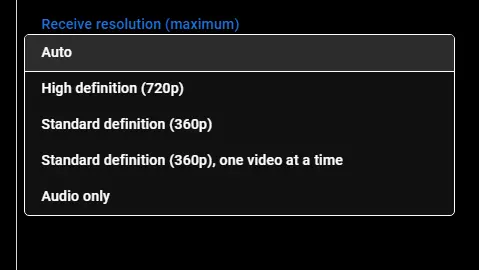 Receive resolution (maximum)
Auto
High definition (720p)
Standard definition (360p)
Standard definition (360p), one video at a time
Audio only